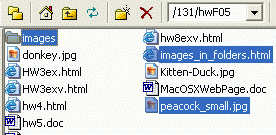 /131/hwF05
images
donkey.jpg
HW3ex.html
HW3exv.html
hw4.html
hw5.doc
hw8exv.html
images_in_folders.html
Kitten-Duck.jpg
MacOSXWebPage.doc
peacock_small.jpg